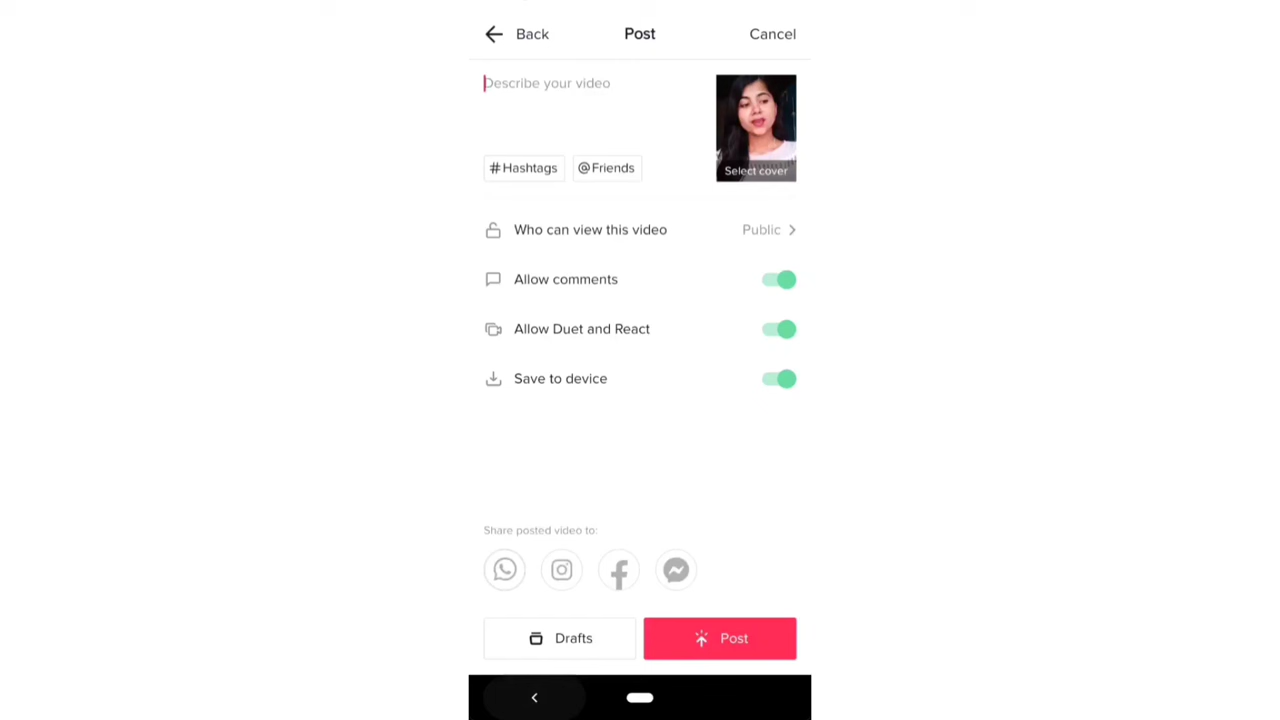 Back
Post
Cancel
Describe your video
Select cover
#Hashtags
@Friends
Who can view this video
Public
Allow comments
Allow Duet and React
Save to device
Share posted video to:
Drafts
Post